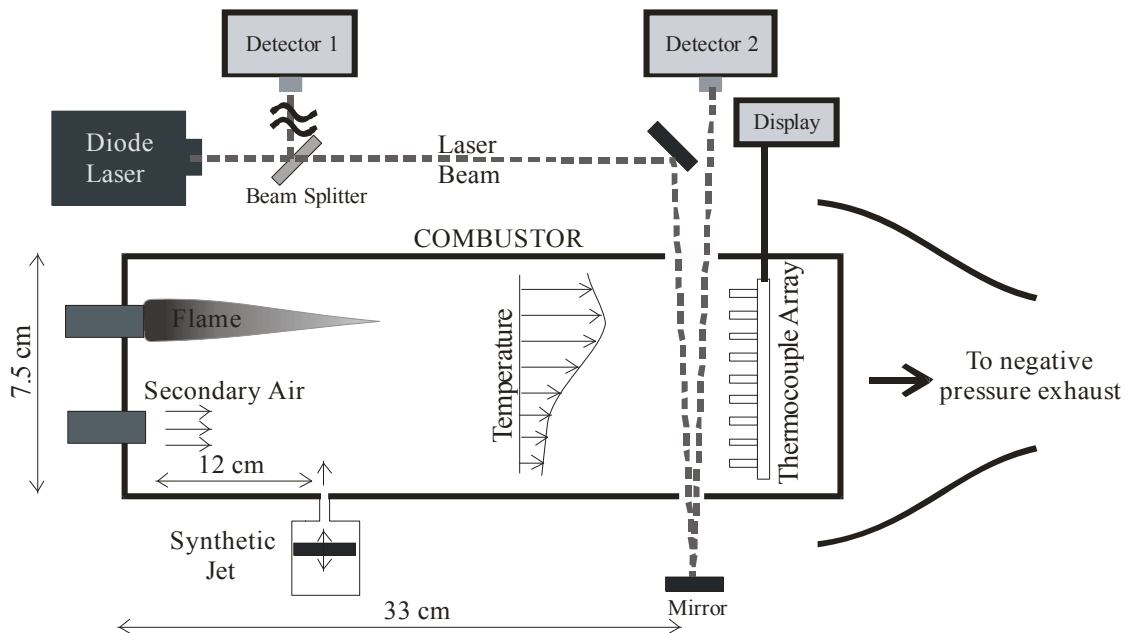 Detector 1
Detector 2
Display
Diode
Laser
Laser
Beam
Beam Splitter
COMBUSTOR
7.5 cm
Flame
Secondary Air
12 cm
Temperature
Thermocouple Array
To negative
pressure exhaust
Synthetic
Jet
33 cm
Mirror